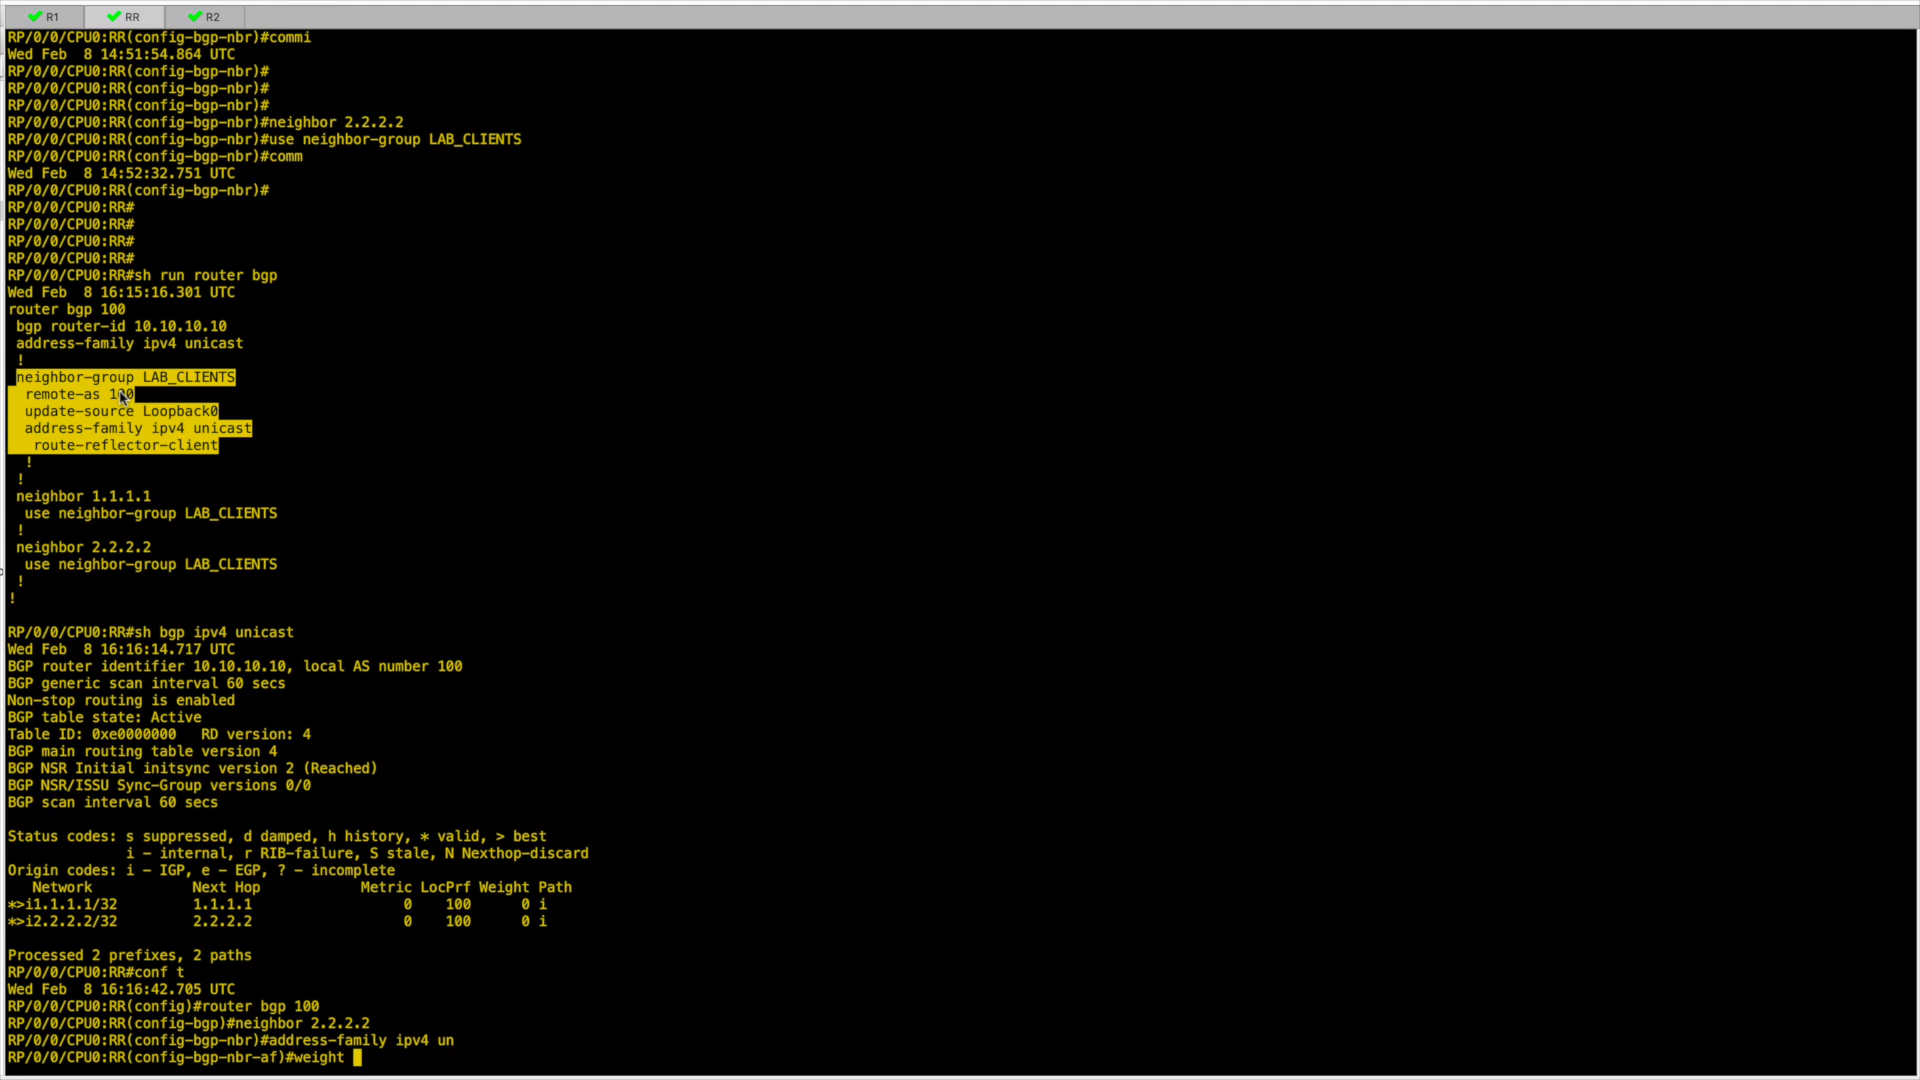 R1 RR R2
RP/0/0/CPU0:RR(config-bgp-nbr)#commi
Wed Feb  8 14:51:54.864 UTC
RP/0/0/CPU0:RR(config-bgp-nbr)#
RP/0/0/CPU0:RR(config-bgp-nbr)#
RP/0/0/CPU0:RR(config-bgp-nbr)#
RP/0/0/CPU0:RR(config-bgp-nbr)#neighbor 2.2.2.2
RP/0/0/CPU0:RR(config-bgp-nbr)#use neighbor-group LAB_CLIENTS
RP/0/0/CPU0:RR(config-bgp-nbr)#comm
Wed Feb  8 14:52:32.751 UTC
RP/0/0/CPU0:RR(config-bgp-nbr)#
RP/0/0/CPU0:RR#
RP/0/0/CPU0:RR#
RP/0/0/CPU0:RR#
RP/0/0/CPU0:RR#
RP/0/0/CPU0:RR#sh run router bgp
Wed Feb  8 16:15:16.301 UTC
router bgp 100
 bgp router-id 10.10.10.10
 address-family ipv4 unicast
 !
 neighbor-group LAB_CLIENTS
  remote-as 100
  update-source Loopback0
  address-family ipv4 unicast
   route-reflector-client
  !
 !
 neighbor 1.1.1.1
  use neighbor-group LAB_CLIENTS
 !
 neighbor 2.2.2.2
  use neighbor-group LAB_CLIENTS
 !
!
RP/0/0/CPU0:RR#sh bgp ipv4 unicast
Wed Feb  8 16:16:14.717 UTC
BGP router identifier 10.10.10.10, local AS number 100
BGP generic scan interval 60 secs
Non-stop routing is enabled
BGP table state: Active
Table ID: 0xe0000000   RD version: 4
BGP main routing table version 4
BGP NSR Initial initsync version 2 (Reached)
BGP NSR/ISSU Sync-Group versions 0/0
BGP scan interval 60 secs
Status codes: s suppressed, d damped, h history, * valid, > best
              i - internal, r RIB-failure, S stale, N Nexthop-discard
Origin codes: i - IGP, e - EGP, ? - incomplete
   Network            Next Hop            Metric LocPrf Weight Path
*>i1.1.1.1/32         1.1.1.1                  0    100      0 i
*>i2.2.2.2/32         2.2.2.2                  0    100      0 i
Processed 2 prefixes, 2 paths
RP/0/0/CPU0:RR#conf t
Wed Feb  8 16:16:42.705 UTC
RP/0/0/CPU0:RR(config)#router bgp 100
RP/0/0/CPU0:RR(config-bgp)#neighbor 2.2.2.2
RP/0/0/CPU0:RR(config-bgp-nbr)#address-family ipv4 un
RP/0/0/CPU0:RR(config-bgp-nbr-af)#weight